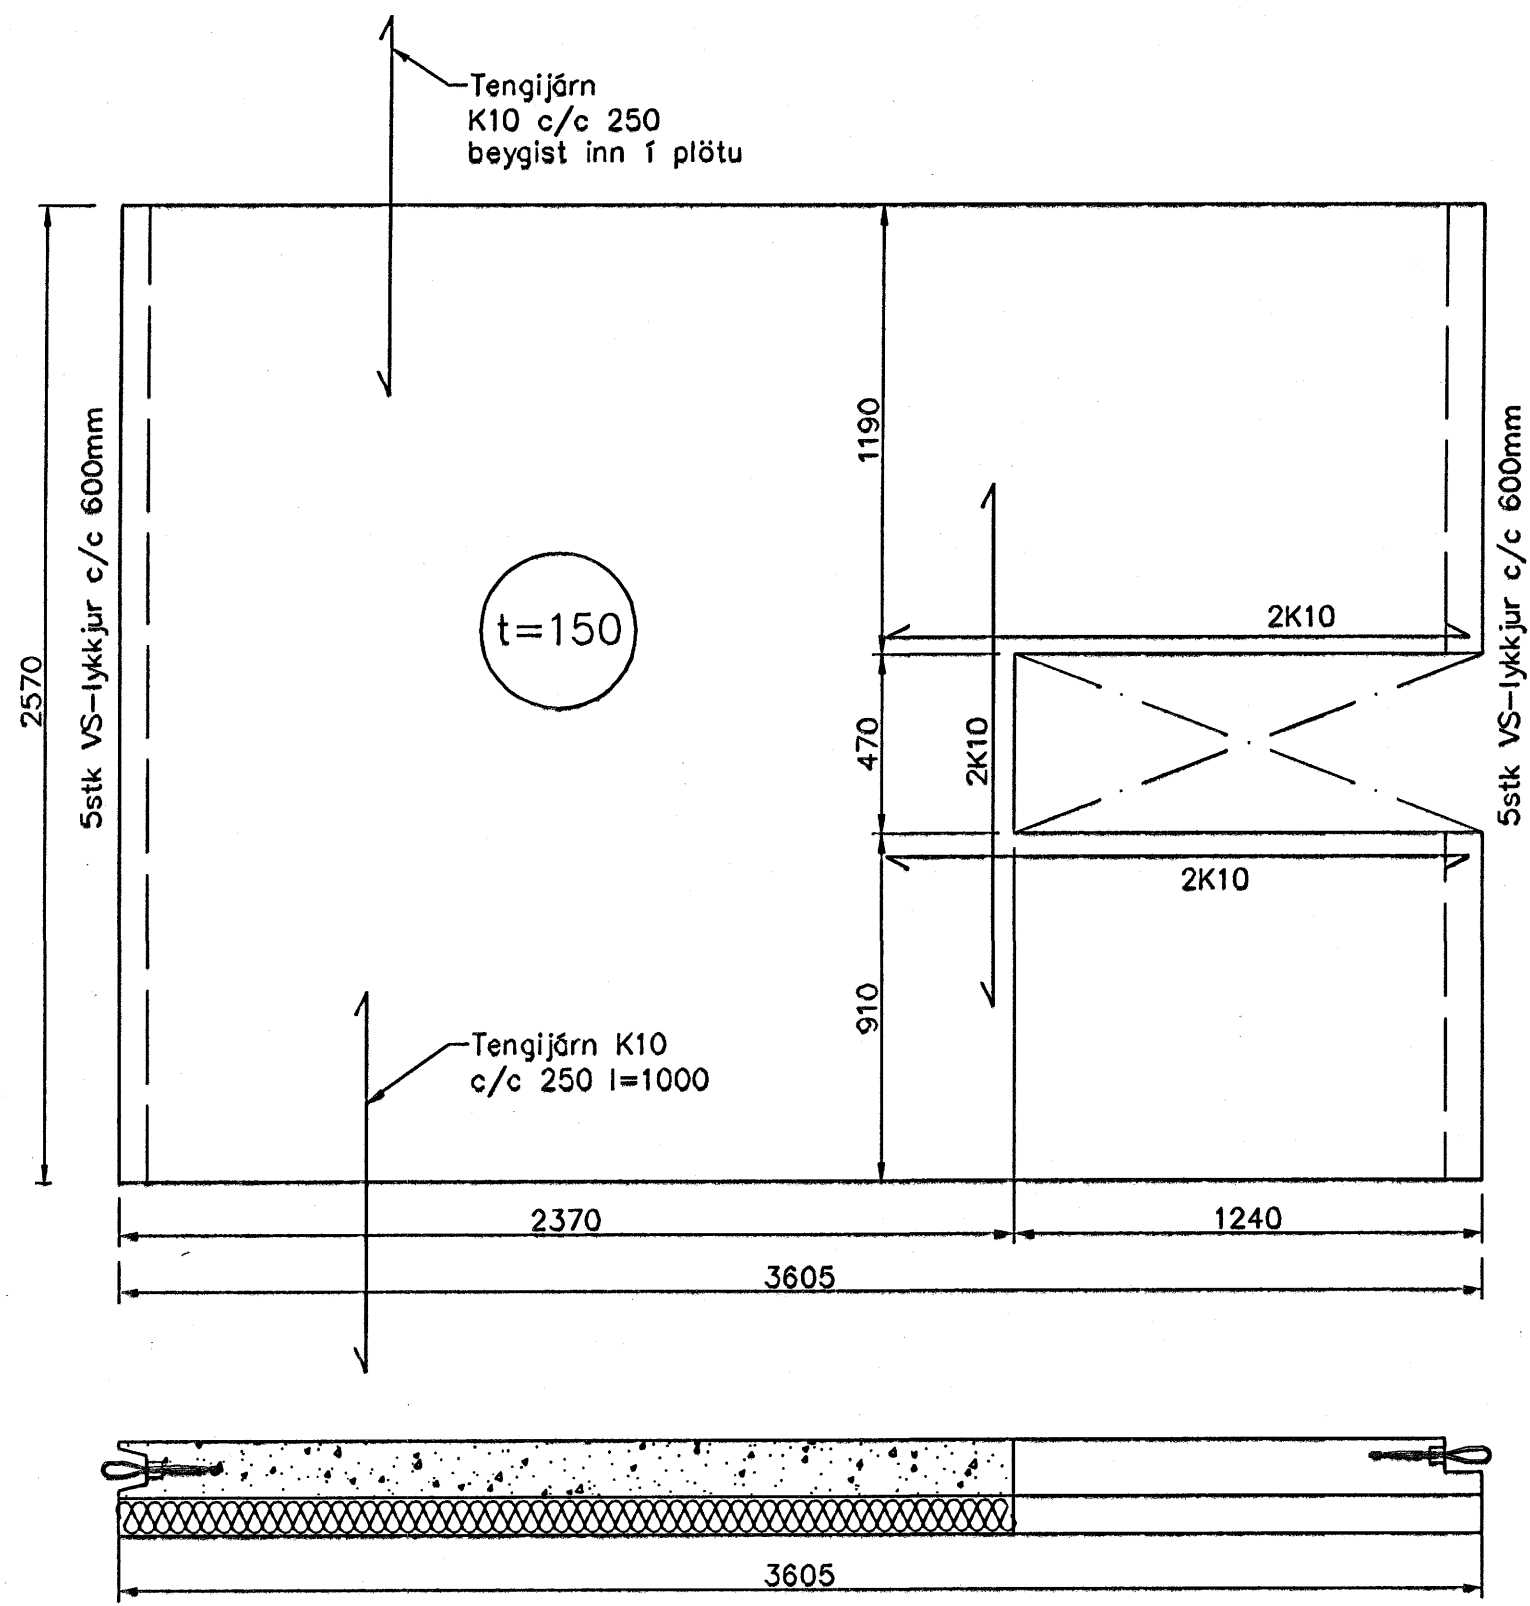 Tengijárn
K10 c/c 250
beygist inn í plötu
2570
5stk VS-lykkjur c/c 600mm
t=150
1190
470
910
2K10
2K10
2K10
5stk VS-lykkjur c/c 600mm
Tengijárn K10
c/c 250 l=1000
2370
1240
3605
3605